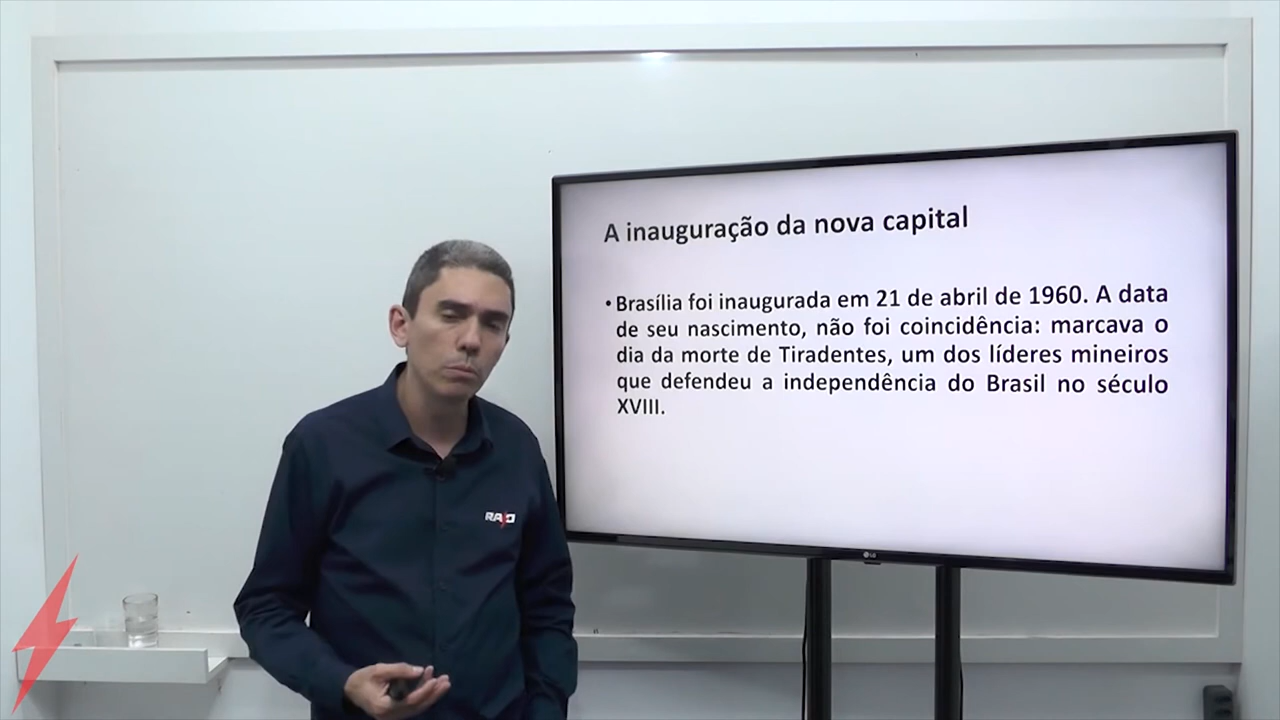 A inauguração da nova capital
• Brasília foi inaugurada em 21 de abril de 1960. A data
de seu nascimento, não foi coincidência: marcava o
dia da morte de Tiradentes, um dos líderes mineiros
que defendeu a independência do Brasil no século
XVIII.
RAIO
LG